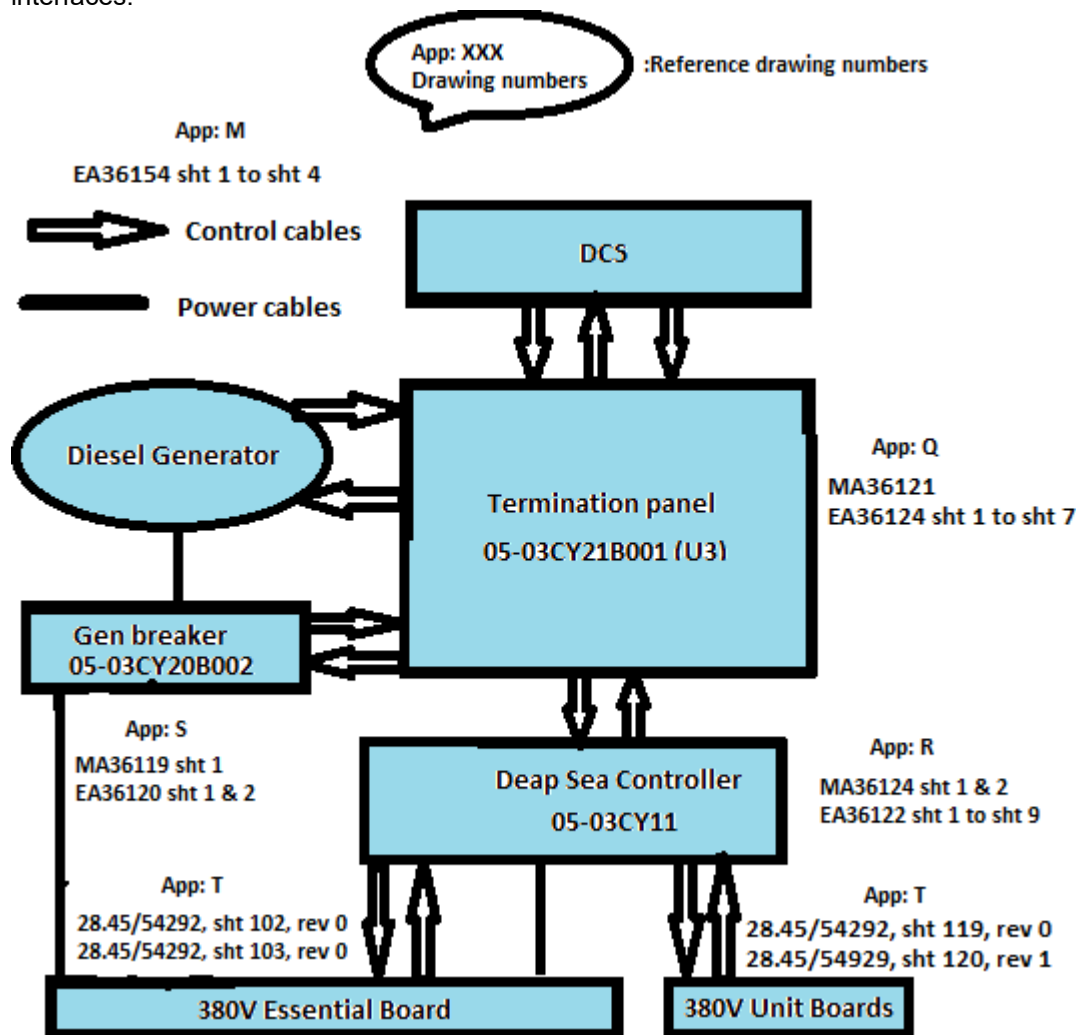 interfaces.
App: XXX
Drawing numbers
:Reference drawing numbers
App: M
EA36154 sht 1 to sht 4
Control cables
Power cables
DCS
Diesel Generator
Termination panel
05-03CY21B001 (U3)
App: Q
MA36121
EA36124 sht 1 to sht 7
Gen breaker
05-03CY20B002
App: S
MA36119 sht 1
EA36120 sht 1 & 2
Deap Sea Controller
05-03CY11
App: R
MA36124 sht 1 & 2
EA36122 sht 1 to sht 9
App: T
28.45/54292, sht 102, rev 0
28.45/54292, sht 103, rev 0
App: T
28.45/54292, sht 119, rev 0
28.45/54929, sht 120, rev 1
380V Essential Board
380V Unit Boards